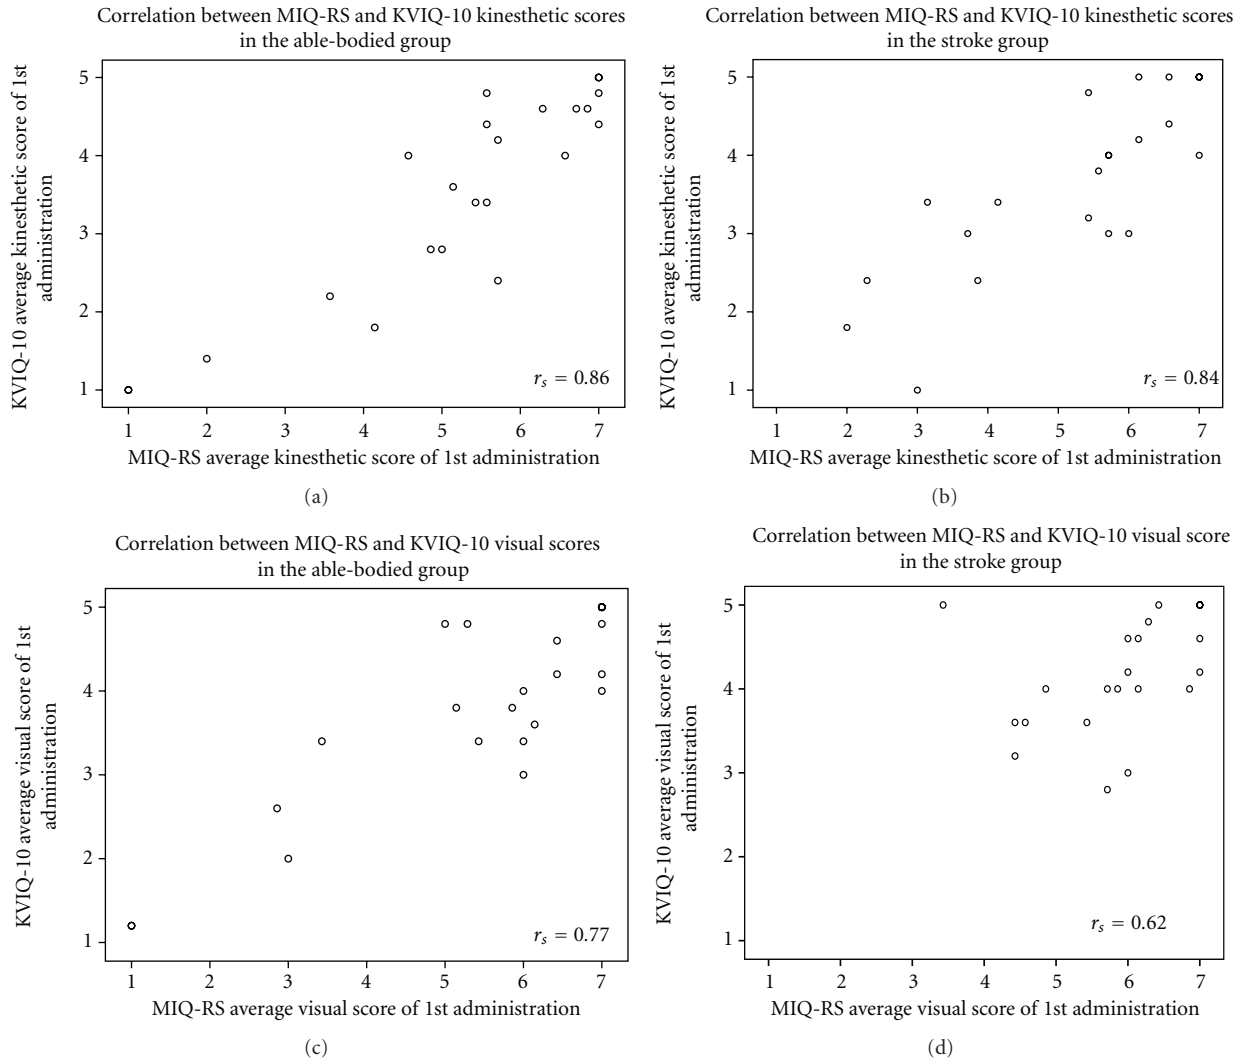 Correlation between MIQ-RS and KVIQ-10 kinesthetic scores
in the able-bodied group
KVIQ-10 average kinesthetic score of 1st
administration
5
4
3
2
1
r_s = 0.86
1 2 3 4 5 6 7
MIQ-RS average kinesthetic score of 1st administration
(a)
Correlation between MIQ-RS and KVIQ-10 kinesthetic scores
in the stroke group
KVIQ-10 average kinesthetic score of 1st
administration
5
4
3
2
1
r_s = 0.84
1 2 3 4 5 6 7
MIQ-RS average kinesthetic score of 1st administration
(b)
Correlation between MIQ-RS and KVIQ-10 visual scores
in the able-bodied group
KVIQ-10 average visual score of 1st
administration
5
4
3
2
1
r_s = 0.77
1 2 3 4 5 6 7
MIQ-RS average visual score of 1st administration
(c)
Correlation between MIQ-RS and KVIQ-10 visual score
in the stroke group
KVIQ-10 average visual score of 1st
administration
5
4
3
2
1
r_s = 0.62
1 2 3 4 5 6 7
MIQ-RS average visual score of 1st administration
(d)